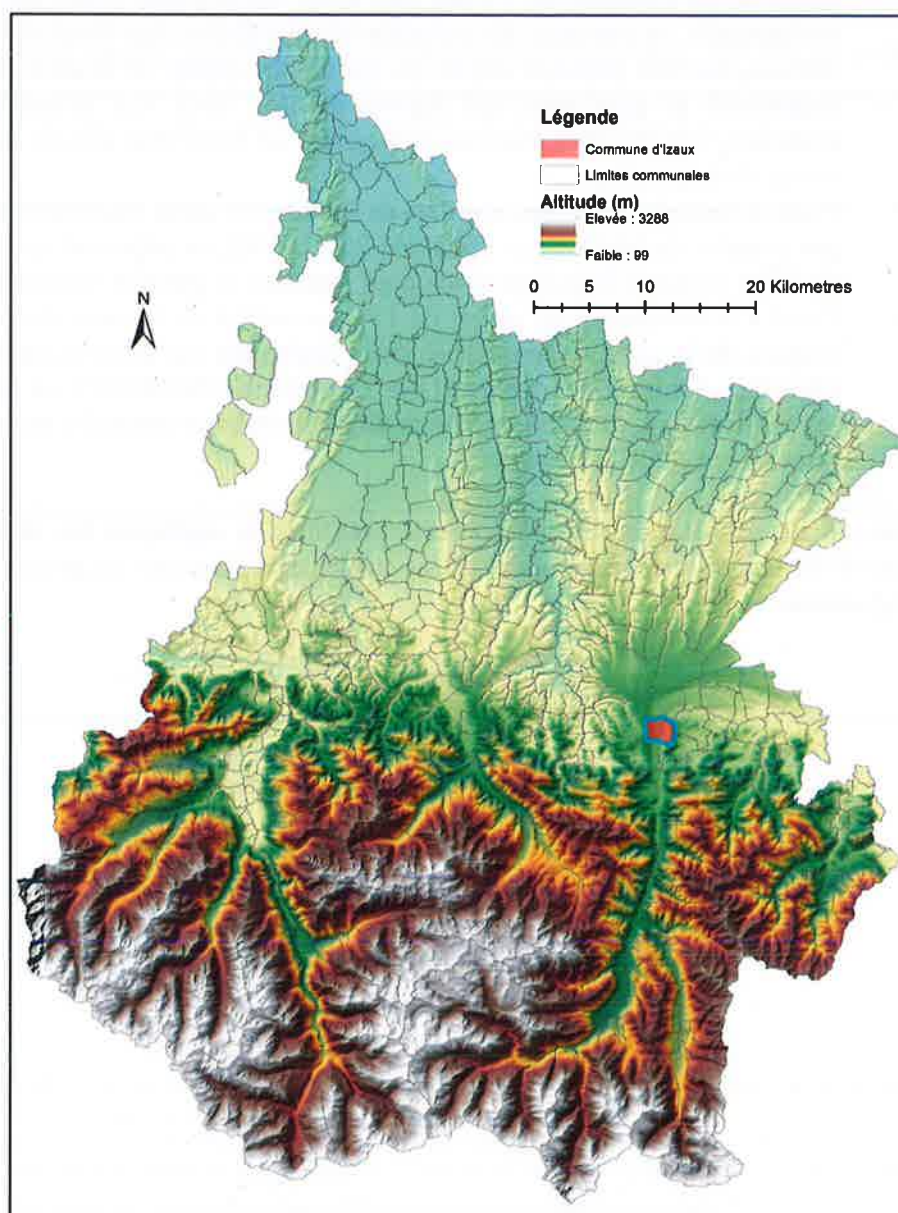 Légende
Commune d'Izaux
Limites communales
Altitude (m)
Elevée : 3288
Faible : 99
0 5 10 20 Kilometres
N